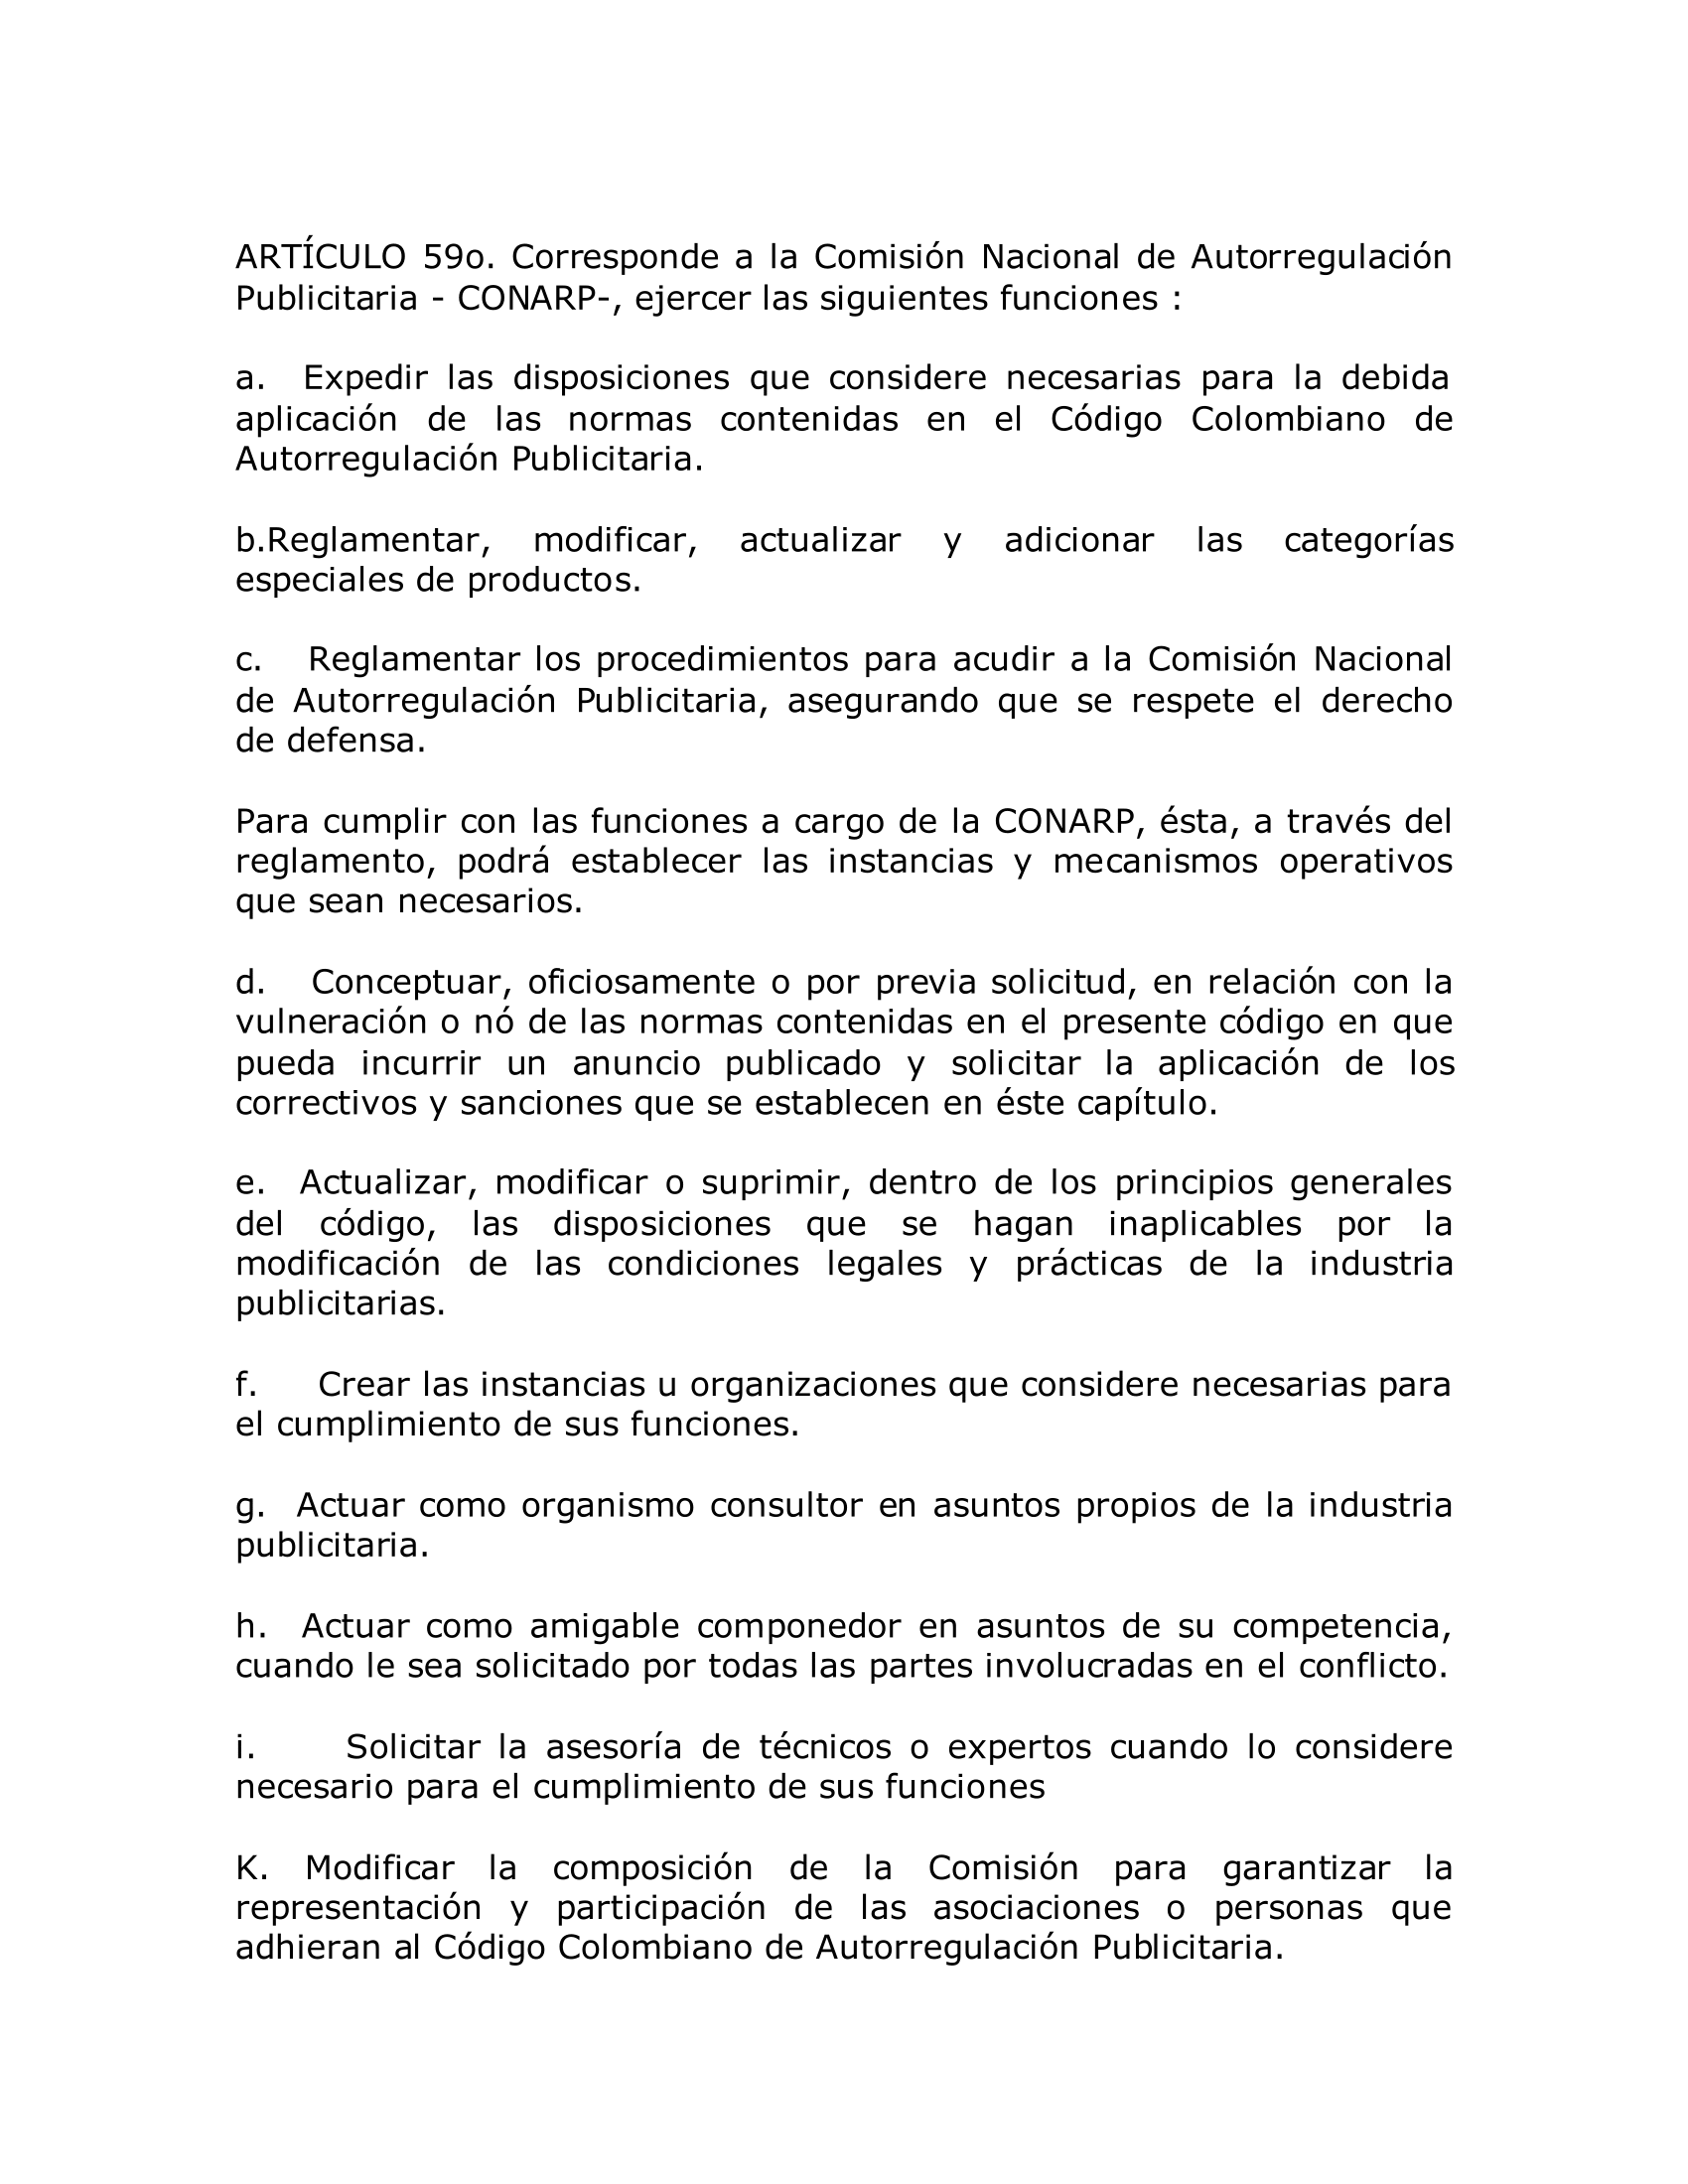 ARTÍCULO 59o. Corresponde a la Comisión Nacional de Autorregulación
Publicitaria - CONARP-, ejercer las siguientes funciones :
a. Expedir las disposiciones que considere necesarias para la debida
aplicación de las normas contenidas en el Código Colombiano de
Autorregulación Publicitaria.
b.Reglamentar, modificar, actualizar y adicionar las categorías
especiales de productos.
c. Reglamentar los procedimientos para acudir a la Comisión Nacional
de Autorregulación Publicitaria, asegurando que se respete el derecho
de defensa.
Para cumplir con las funciones a cargo de la CONARP, ésta, a través del
reglamento, podrá establecer las instancias y mecanismos operativos
que sean necesarios.
d. Conceptuar, oficiosamente o por previa solicitud, en relación con la
vulneración o nó de las normas contenidas en el presente código en que
pueda incurrir un anuncio publicado y solicitar la aplicación de los
correctivos y sanciones que se establecen en éste capítulo.
e. Actualizar, modificar o suprimir, dentro de los principios generales
del código, las disposiciones que se hagan inaplicables por la
modificación de las condiciones legales y prácticas de la industria
publicitarias.
f. Crear las instancias u organizaciones que considere necesarias para
el cumplimiento de sus funciones.
g. Actuar como organismo consultor en asuntos propios de la industria
publicitaria.
h. Actuar como amigable componedor en asuntos de su competencia,
cuando le sea solicitado por todas las partes involucradas en el conflicto.
i. Solicitar la asesoría de técnicos o expertos cuando lo considere
necesario para el cumplimiento de sus funciones
K. Modificar la composición de la Comisión para garantizar la
representación y participación de las asociaciones o personas que
adhieran al Código Colombiano de Autorregulación Publicitaria.